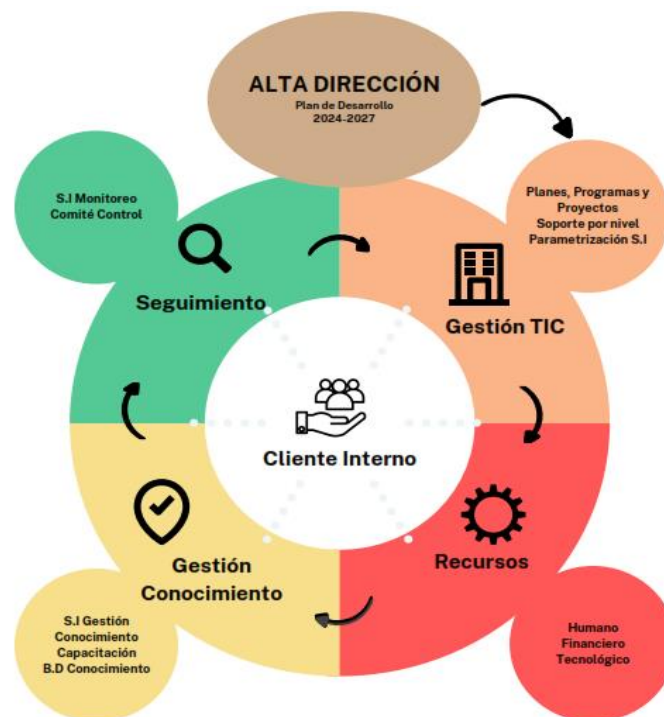 ALTA DIRECCIÓN
Plan de Desarrollo
2024-2027
S.I Monitoreo
Comité Control
Planes, Programas y
Proyectos
Soporte por nivel
Parametrización S.I
Seguimiento
Gestión TIC
Cliente Interno
Gestión
Conocimiento
Recursos
S.I Gestión
Conocimiento
Capacitación
B.D Conocimiento
Humano
Financiero
Tecnológico